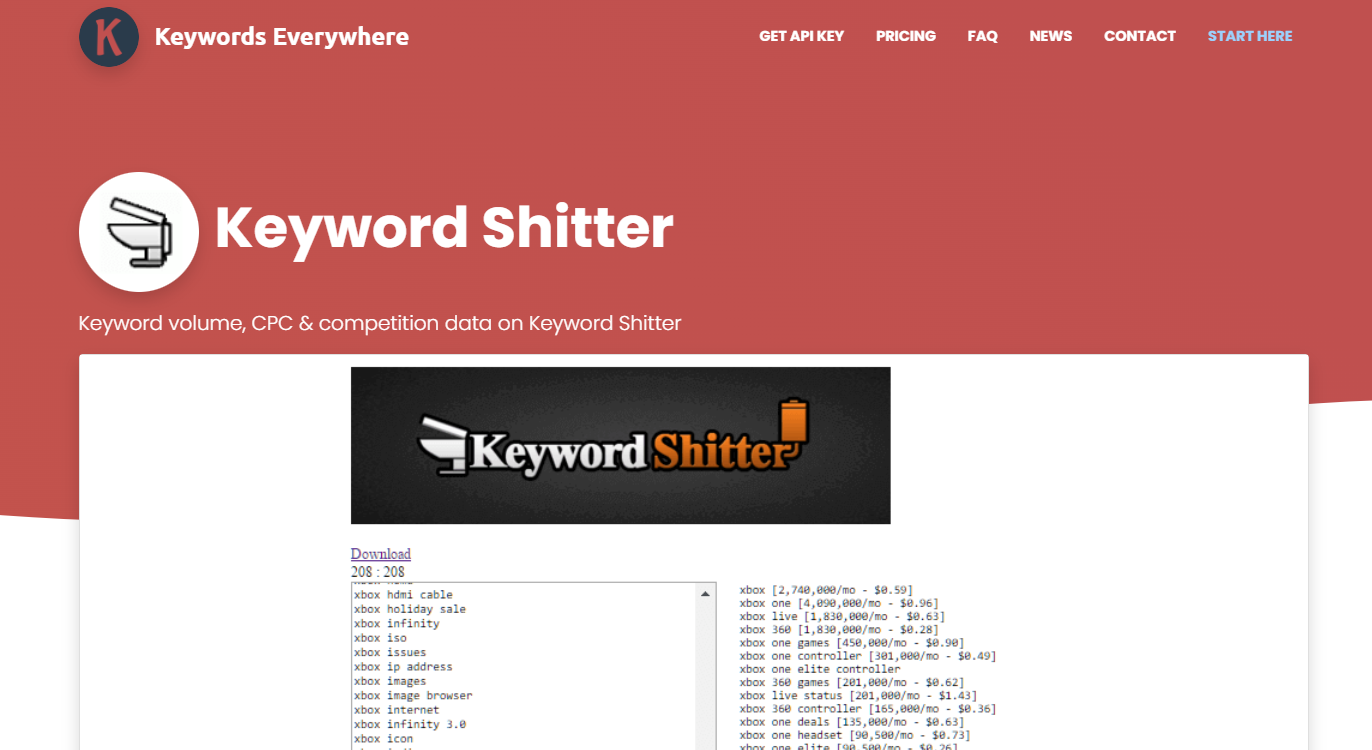 K Keywords Everywhere
GET API KEY PRICING FAQ NEWS CONTACT START HERE
Keyword Shitter
Keyword volume, CPC & competition data on Keyword Shitter
Keyword Shitter
Download
208 : 208
xbox hdmi cable
xbox holiday sale
xbox infinity
xbox iso
xbox issues
xbox ip address
xbox images
xbox image browser
xbox internet
xbox infinity 3.0
xbox icon
xbox [2,740,000/mo - $0.59]
xbox one [4,090,000/mo - $0.96]
xbox live [1,830,000/mo - $0.63]
xbox 360 [1,830,000/mo - $0.28]
xbox one games [450,000/mo - $0.90]
xbox one controller [301,000/mo - $0.49]
xbox one elite controller
xbox 360 games [201,000/mo - $0.62]
xbox live status [201,000/mo - $1.43]
xbox 360 controller [165,000/mo - $0.36]
xbox one deals [135,000/mo - $0.63]
xbox one headset [90,500/mo - $0.73]
xbox one elite [90,500/mo - $0.26]